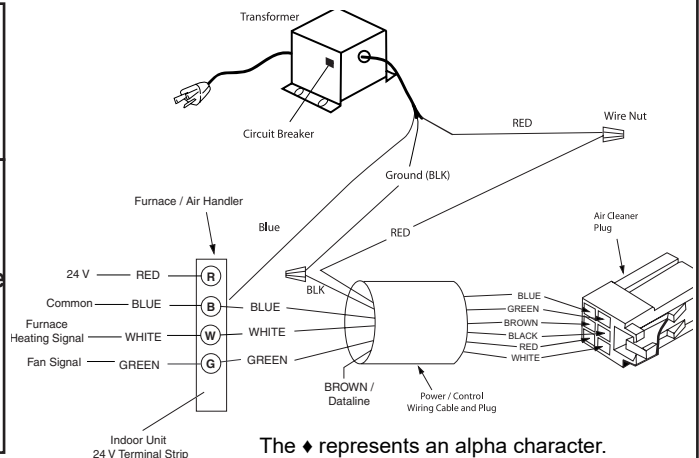 Transformer
Circuit Breaker
RED
Wire Nut
Ground (BLK)
Furnace / Air Handler
Blue
RED
Air Cleaner
Plug
24 V
RED
R
BLK
Common
BLUE
B
BLUE
Furnace
Heating Signal
WHITE
W
WHITE
Fan Signal
GREEN
G
GREEN
BLUE
GREEN
BROWN
BLACK
RED
WHITE
BROWN /
Dataline
Power / Control
Wiring Cable and Plug
Indoor Unit
24 V Terminal Strip
The ♦ represents an alpha character.